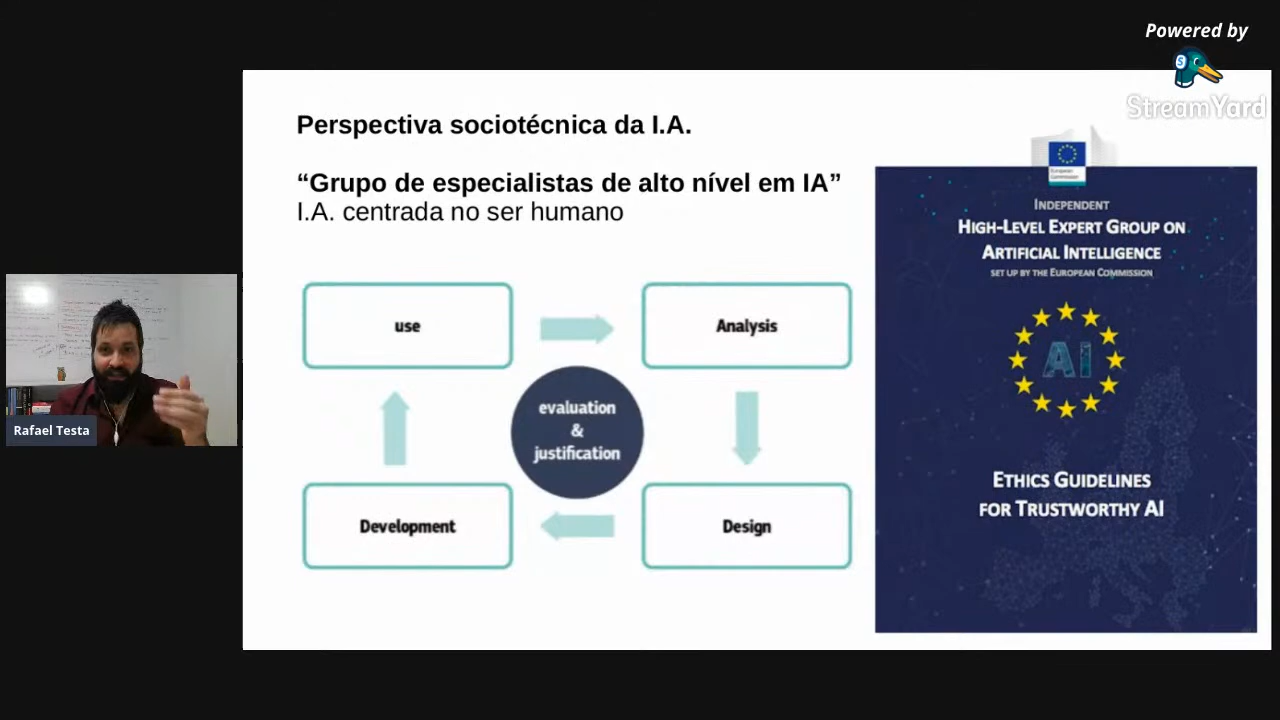 Powered by
StreamYard
Perspectiva sociotécnica da I.A.
“Grupo de especialistas de alto nível em IA”
I.A. centrada no ser humano
use
Analysis
evaluation
&
justification
Development
Design
European
Commission
INDEPENDENT
HIGH-LEVEL EXPERT GROUP ON
ARTIFICIAL INTELLIGENCE
SET UP BY THE EUROPEAN COMMISSION
AI
ETHICS GUIDELINES
FOR TRUSTWORTHY AI
Rafael Testa